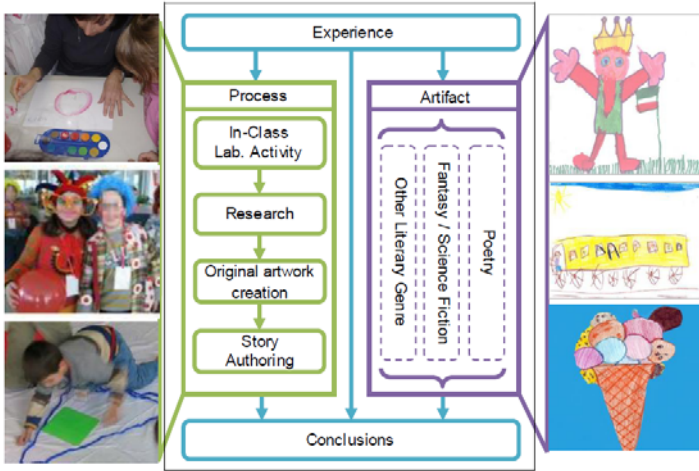 Experience
Process
In-Class
Lab. Activity
Research
Original artwork
creation
Story
Authoring
Artifact
Other Literary Genre
Fantasy / Science Fiction
Poetry
Conclusions